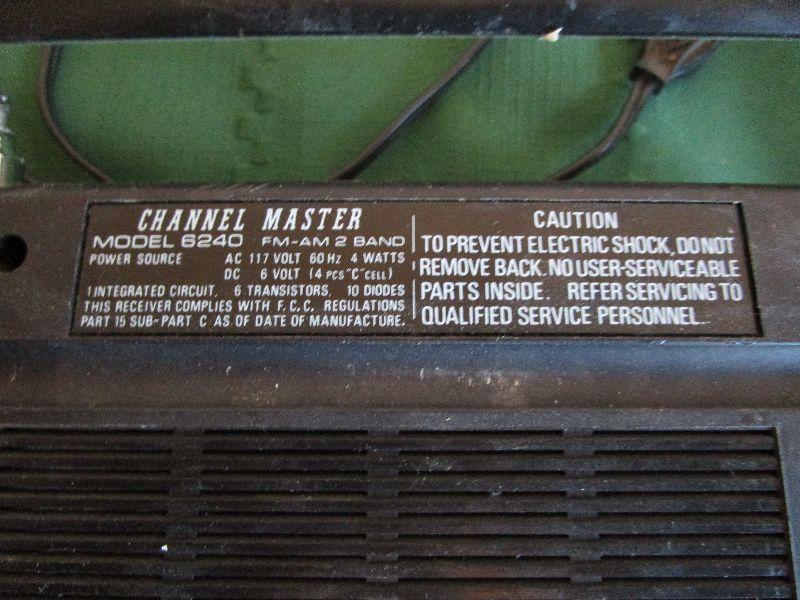 CHANNEL MASTER
MODEL 6240 FM-AM 2 BAND
POWER SOURCE AC 117 VOLT 60 Hz 4 WATTS
DC 6 VOLT (4 PCS "C" CELL)
1 INTEGRATED CIRCUIT, 6 TRANSISTORS, 10 DIODES
THIS RECEIVER COMPLIES WITH F.C.C. REGULATIONS
PART 15 SUB-PART C AS OF DATE OF MANUFACTURE.
CAUTION
TO PREVENT ELECTRIC SHOCK, DO NOT
REMOVE BACK. NO USER-SERVICEABLE
PARTS INSIDE. REFER SERVICING TO
QUALIFIED SERVICE PERSONNEL.